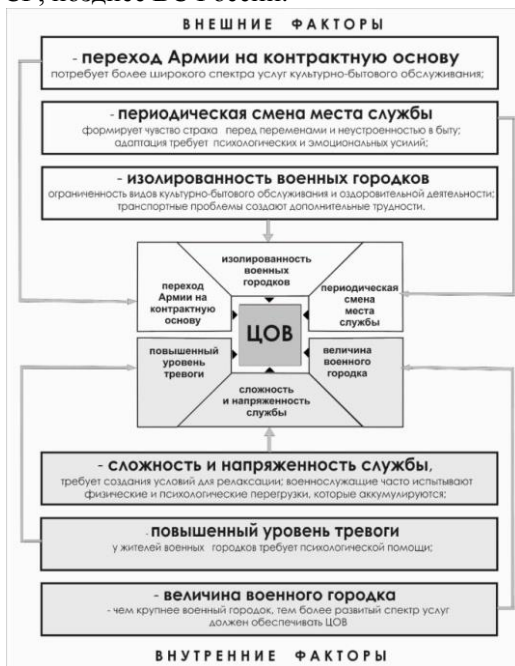 СГ, позднее ВС России.
ВНЕШНИЕ ФАКТОРЫ
- переход Армии на контрактную основу
потребует более широкого спектра услуг культурно-бытового обслуживания;
- периодическая смена места службы
формирует чувство страха перед переменами и неустроенностью в быту;
адаптация требует психологических и эмоциональных усилий;
- изолированность военных городков
ограниченность видов культурно-бытового обслуживания и оздоровительной деятельности;
транспортные проблемы создают дополнительные трудности.
изолированность
военных
городков
переход
Армии на
контрактную
основу
периодическая
смена
места
службы
ЦОВ
повышенный
уровень
тревоги
величина
военного
городка
сложность
и напряженность
службы
- сложность и напряженность службы,
требует создания условий для релаксации; военнослужащие часто испытывают
физические и психологические перегрузки, которые аккумулируются;
- повышенный уровень тревоги
у жителей военных городков требует психологической помощи;
- величина военного городка
- чем крупнее военный городок, тем более развитый спектр услуг
должен обеспечивать ЦОВ
ВНУТРЕННИЕ ФАКТОРЫ